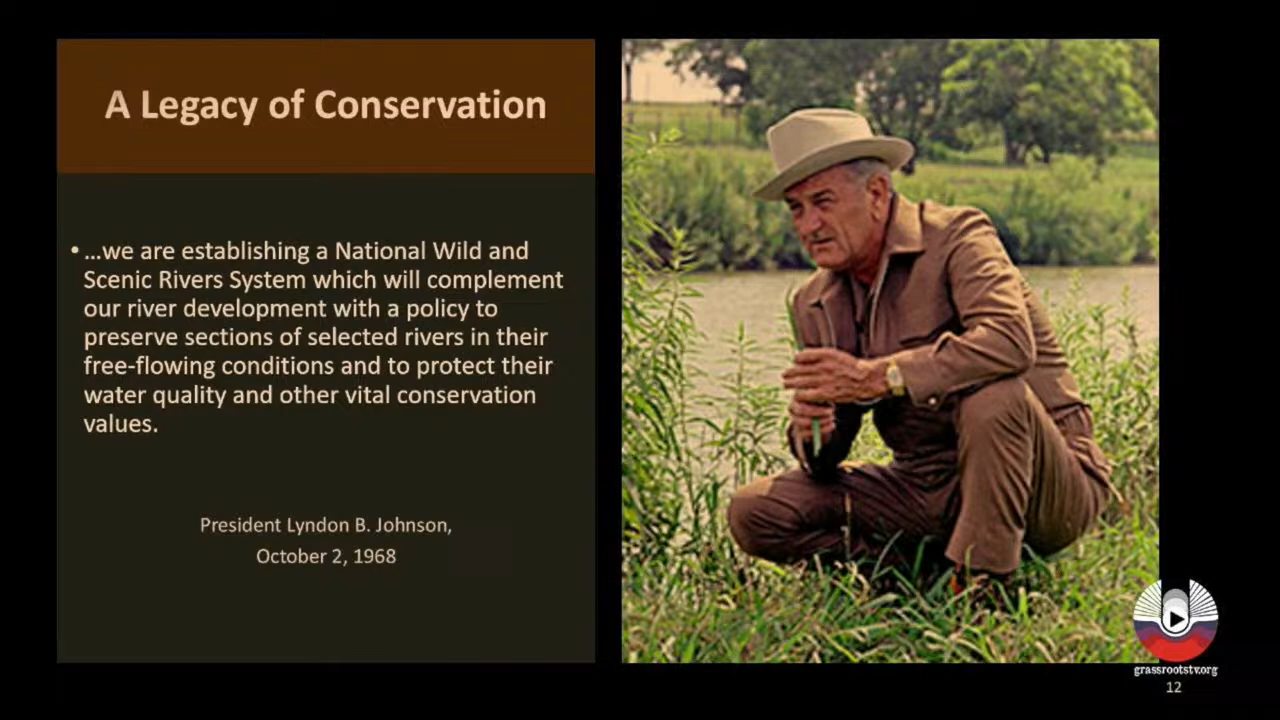 A Legacy of Conservation
• …we are establishing a National Wild and
Scenic Rivers System which will complement
our river development with a policy to
preserve sections of selected rivers in their
free-flowing conditions and to protect their
water quality and other vital conservation
values.
President Lyndon B. Johnson,
October 2, 1968
grassrootstv.org
12